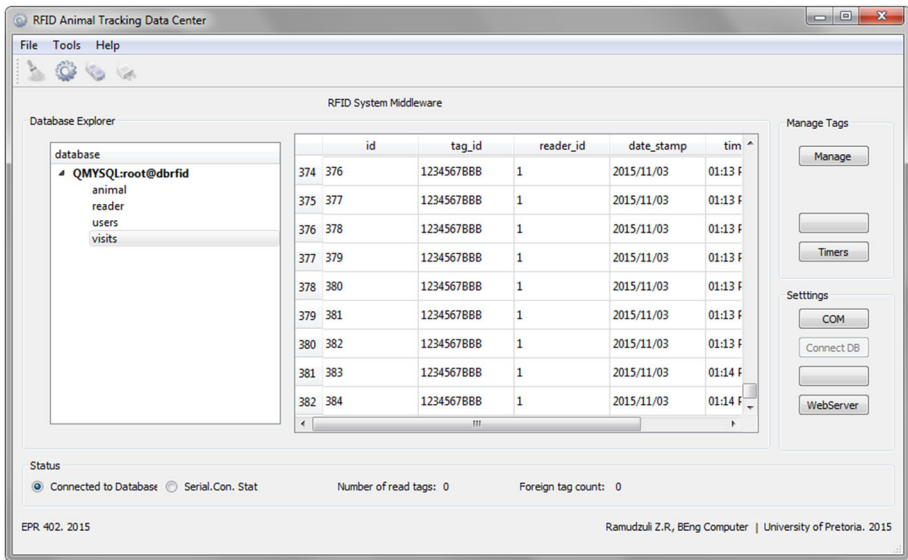 RFID Animal Tracking Data Center
File Tools Help
RFID System Middleware
Database Explorer
database
QMYSQL:root@dbrfid
animal
reader
users
visits
id tag_id reader_id date_stamp tim
374 376 1234567BBB 1 2015/11/03 01:13 P
375 377 1234567BBB 1 2015/11/03 01:13 P
376 378 1234567BBB 1 2015/11/03 01:13 P
377 379 1234567BBB 1 2015/11/03 01:13 P
378 380 1234567BBB 1 2015/11/03 01:13 P
379 381 1234567BBB 1 2015/11/03 01:13 P
380 382 1234567BBB 1 2015/11/03 01:13 P
381 383 1234567BBB 1 2015/11/03 01:14 P
382 384 1234567BBB 1 2015/11/03 01:14 P
Manage Tags
Manage
Timers
Setttings
COM
Connect DB
WebServer
Status
Connected to Database Serial.Con. Stat Number of read tags: 0 Foreign tag count: 0
EPR 402. 2015 Ramudzuli Z.R, BEng Computer | University of Pretoria. 2015